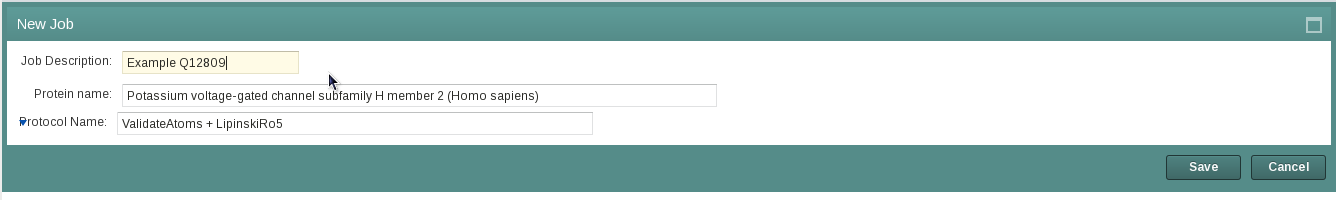 New Job
Job Description: Example Q12809
Protein name: Potassium voltage-gated channel subfamily H member 2 (Homo sapiens)
Protocol Name: ValidateAtoms + LipinskiRo5
Save Cancel